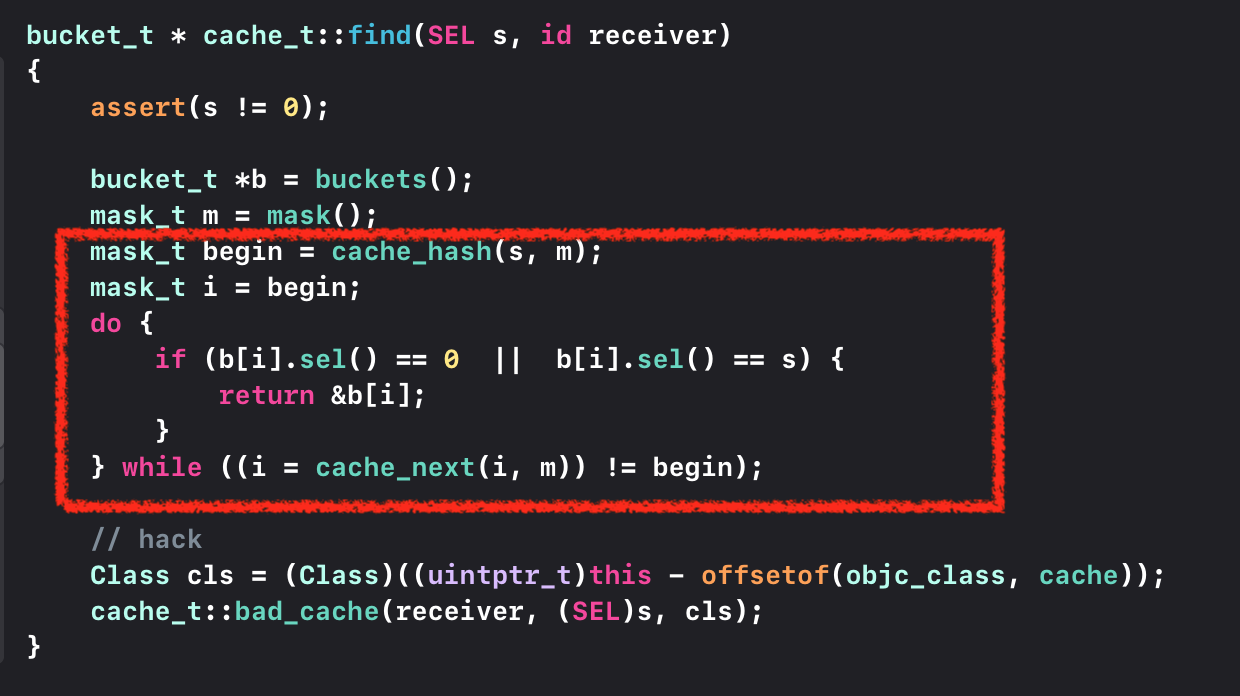 bucket_t * cache_t::find(SEL s, id receiver)
{
    assert(s != 0);

    bucket_t *b = buckets();
    mask_t m = mask();
    mask_t begin = cache_hash(s, m);
    mask_t i = begin;
    do {
        if (b[i].sel() == 0  ||  b[i].sel() == s) {
            return &b[i];
        }
    } while ((i = cache_next(i, m)) != begin);

    // hack
    Class cls = (Class)((uintptr_t)this - offsetof(objc_class, cache));
    cache_t::bad_cache(receiver, (SEL)s, cls);
}